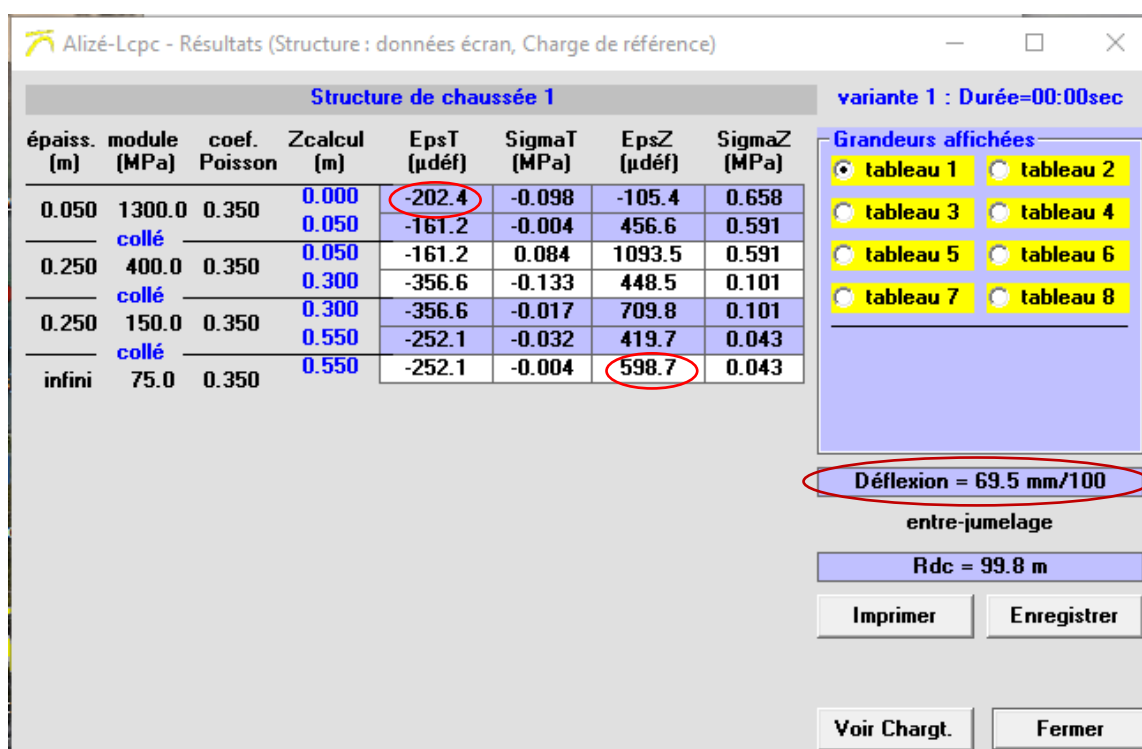 Alizé-Lcpc - Résultats (Structure : données écran, Charge de référence)
Structure de chaussée 1
variante 1 : Durée=00:00sec
épaiss. module coef. Zcalcul EpsT SigmaT EpsZ SigmaZ
(m) (MPa) Poisson (m) (µdéf) (MPa) (µdéf) (MPa)
Grandeurs affichées
tableau 1 tableau 2
tableau 3 tableau 4
tableau 5 tableau 6
tableau 7 tableau 8
0.000 -202.4 -0.098 -105.4 0.658
0.050 1300.0 0.350
0.050 -161.2 -0.004 456.6 0.591
collé
0.050 -161.2 0.084 1093.5 0.591
0.250 400.0 0.350
0.300 -356.6 -0.133 448.5 0.101
collé
0.300 -356.6 -0.017 709.8 0.101
0.250 150.0 0.350
0.550 -252.1 -0.032 419.7 0.043
collé
0.550 -252.1 -0.004 598.7 0.043
infini 75.0 0.350
Déflexion = 69.5 mm/100
entre-jumelage
Rdc = 99.8 m
Imprimer Enregistrer
Voir Chargt. Fermer